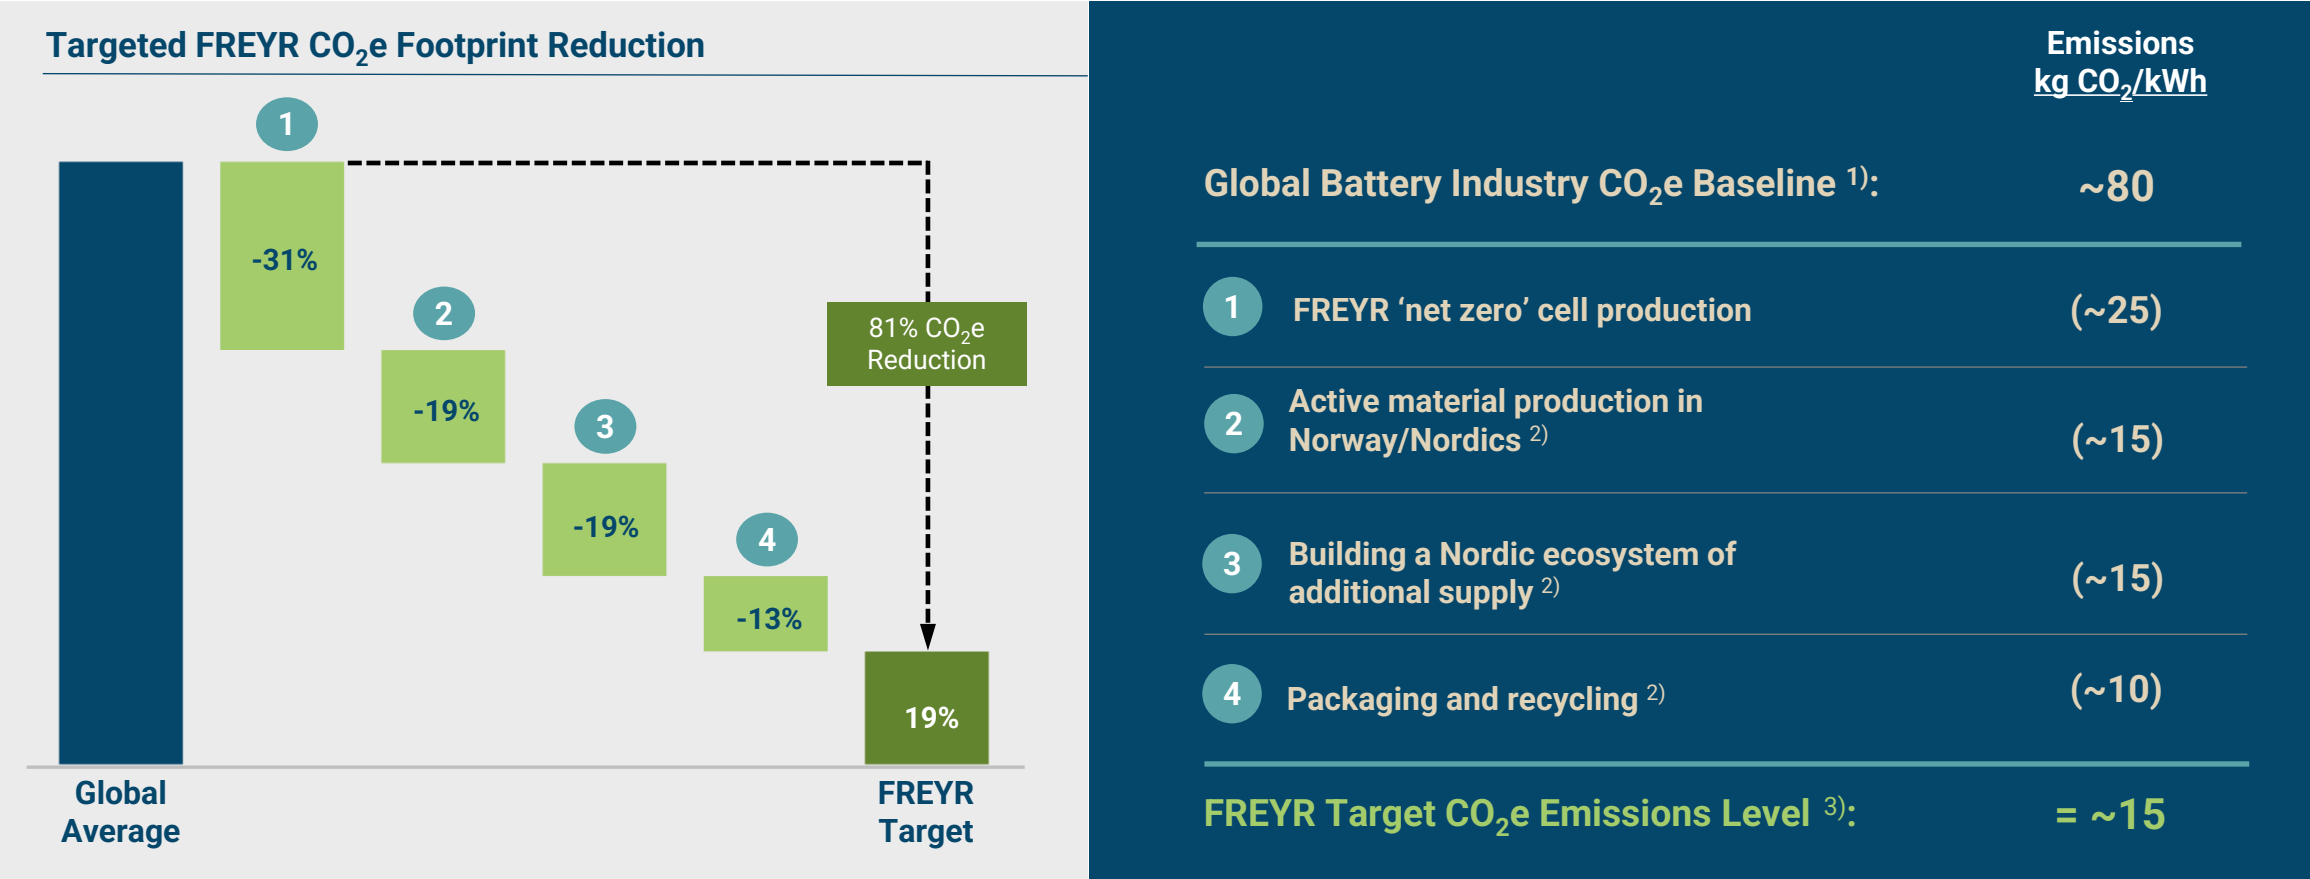 Targeted FREYR CO₂e Footprint Reduction
1
-31%
2
-19%
3
-19%
4
-13%
81% CO₂e
Reduction
19%
Global
Average
FREYR
Target
Emissions
kg CO₂/kWh
Global Battery Industry CO₂e Baseline ¹⁾: ~80
1 FREYR ‘net zero’ cell production (~25)
2 Active material production in
Norway/Nordics ²⁾ (~15)
3 Building a Nordic ecosystem of
additional supply ²⁾ (~15)
4 Packaging and recycling ²⁾ (~10)
FREYR Target CO₂e Emissions Level ³⁾: = ~15